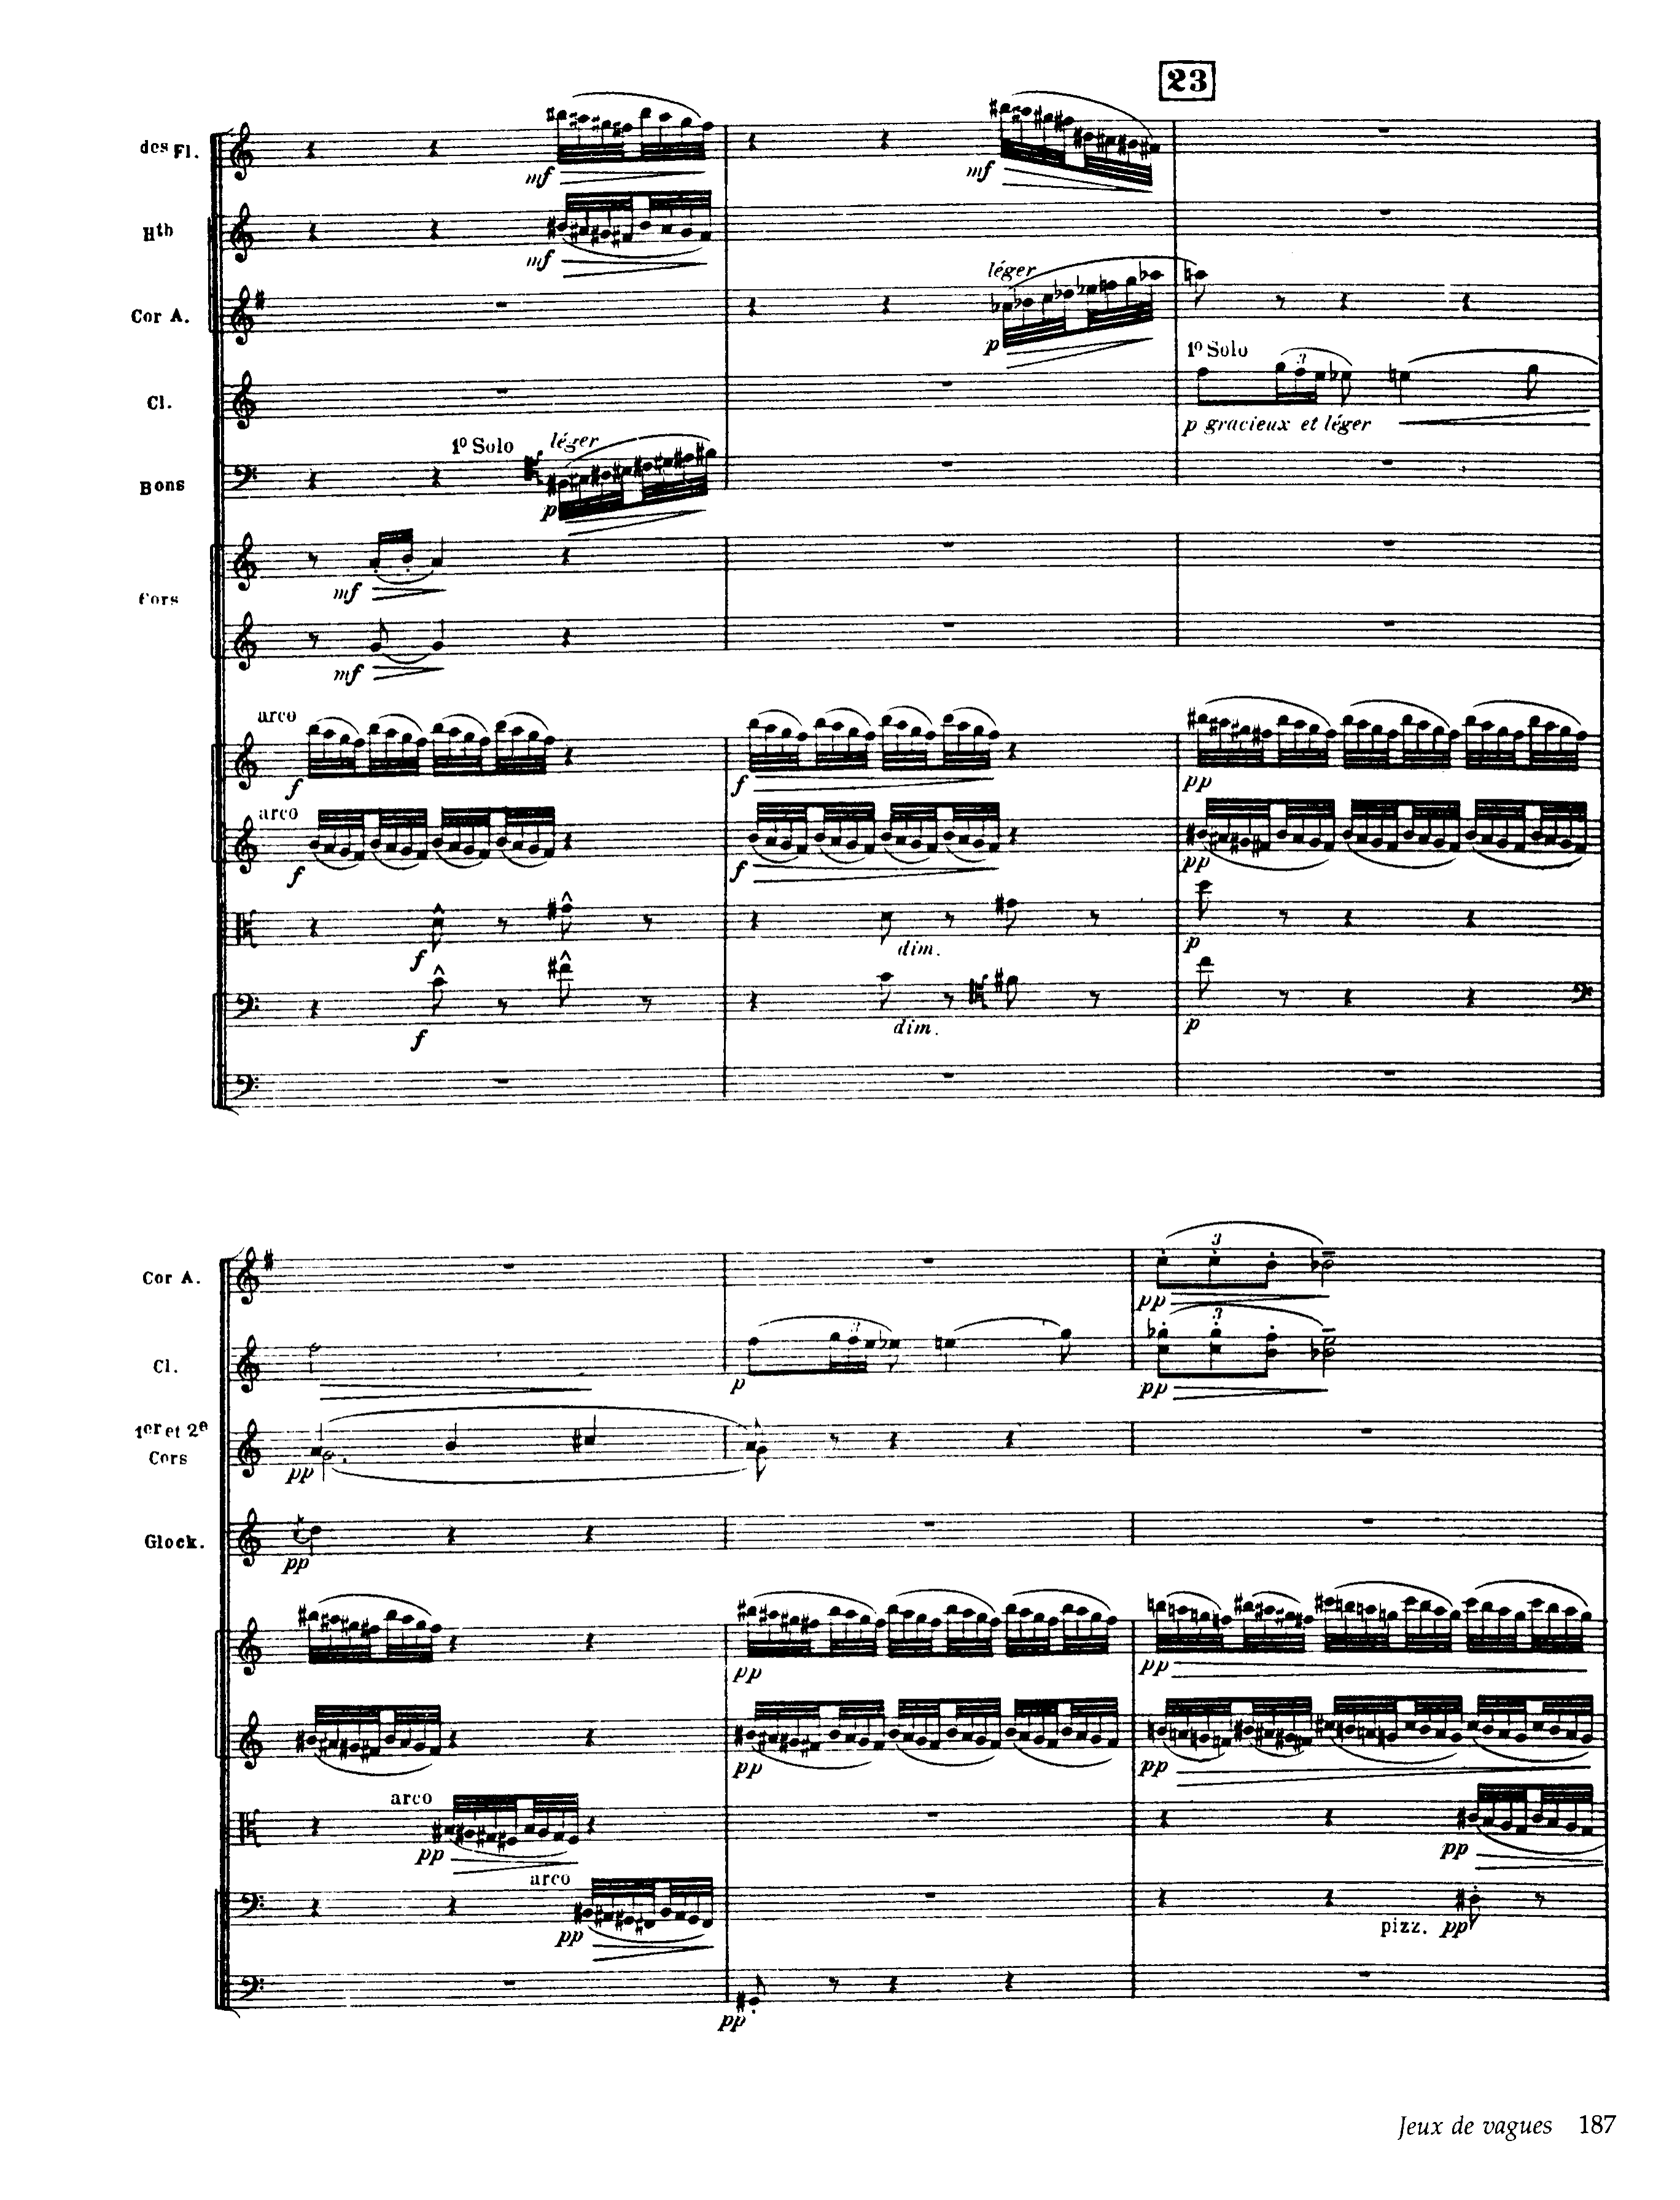 23
des Fl.
mf
mf
Htb
mf
léger
Cor A.
p
1º Solo
Cl.
p gracieux et léger
1º Solo
léger
Bons
p
mf
Cors
mf
arco
f
f
pp
arco
f
f
pp
f
dim.
p
f
dim.
p
Cor A.
3
pp
Cl.
3
3
p
pp
1er et 2e
Cors
pp
Glock.
pp
pp
pp
pp
pp
arco
pp
pp
arco
pp
pizz. pp
pp
Jeux de vagues 187